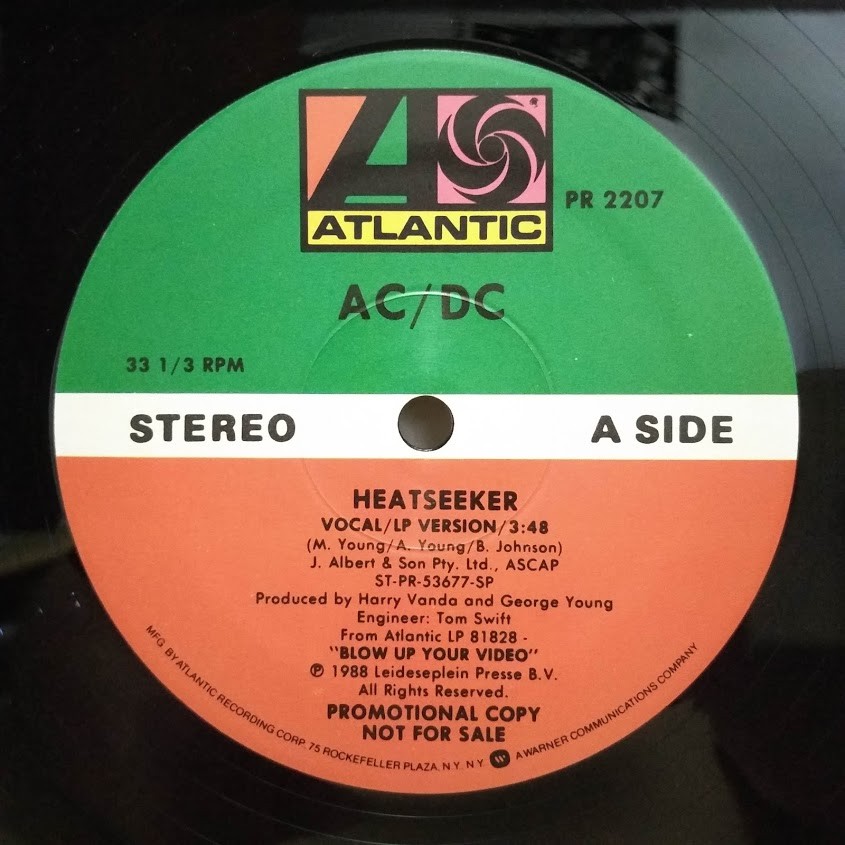 ATLANTIC
PR 2207
AC/DC
33 1/3 RPM
STEREO
A SIDE
HEATSEEKER
VOCAL/LP VERSION/3:48
(M. Young/A. Young/B. Johnson)
J. Albert & Son Pty. Ltd., ASCAP
ST-PR-53677-SP
Produced by Harry Vanda and George Young
Engineer: Tom Swift
From Atlantic LP 81828 -
"BLOW UP YOUR VIDEO"
℗ 1988 Leideseplein Presse B.V.
All Rights Reserved.
PROMOTIONAL COPY
NOT FOR SALE
MFG. BY ATLANTIC RECORDING CORP. 75 ROCKEFELLER PLAZA, N.Y. N.Y. A WARNER COMMUNICATIONS COMPANY